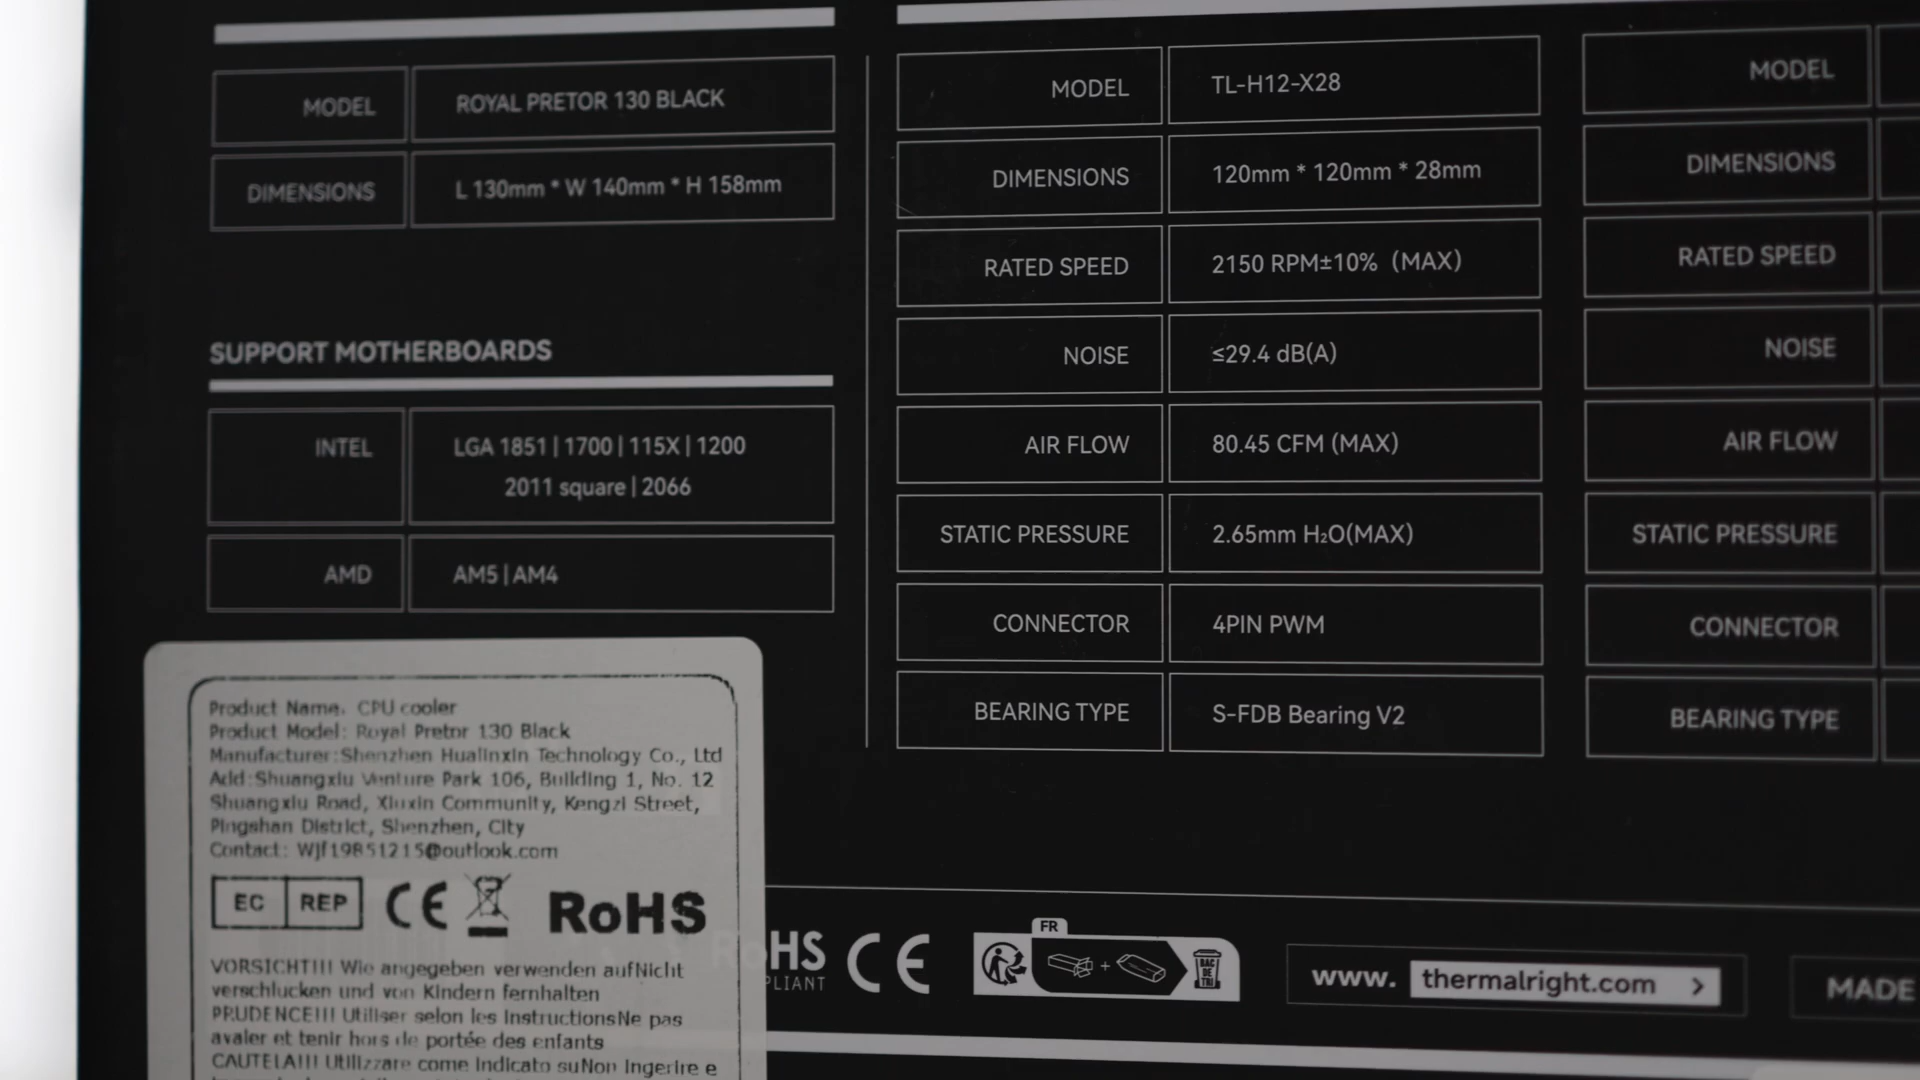 MODEL ROYAL PRETOR 130 BLACK
DIMENSIONS L 130mm * W 140mm * H 158mm
SUPPORT MOTHERBOARDS
INTEL LGA 1851 | 1700 | 115X | 1200
2011 square | 2066
AMD AM5 | AM4
MODEL TL-H12-X28
DIMENSIONS 120mm * 120mm * 28mm
RATED SPEED 2150 RPM±10% (MAX)
NOISE ≤29.4 dB(A)
AIR FLOW 80.45 CFM (MAX)
STATIC PRESSURE 2.65mm H₂O(MAX)
CONNECTOR 4PIN PWM
BEARING TYPE S-FDB Bearing V2
MODEL
DIMENSIONS
RATED SPEED
NOISE
AIR FLOW
STATIC PRESSURE
CONNECTOR
BEARING TYPE
Product Name: CPU cooler
Product Model: Royal Pretor 130 Black
Manufacturer:Shenzhen Hualinxin Technology Co., Ltd
Add:Shuangxiu Venture Park 106, Building 1, No. 12
Shuangxiu Road, Xiuxin Community, Kengzi Street,
Pingshan District, Shenzhen, City
Contact: Wjf19851215@outlook.com
EC REP CE RoHS
VORSICHT!!! Wie angegeben verwenden aufNicht
verschlucken und von Kindern fernhalten
PRUDENCE!!! Utiliser selon les InstructionsNe pas
avaler et tenir hors de portée des enfants
CAUTELA!!! Utilizzare come indicato suNon Ingerire e
RoHS
PLIANT
CE
FR
+
BAC
DE
TRI
www. thermalright.com >
MADE